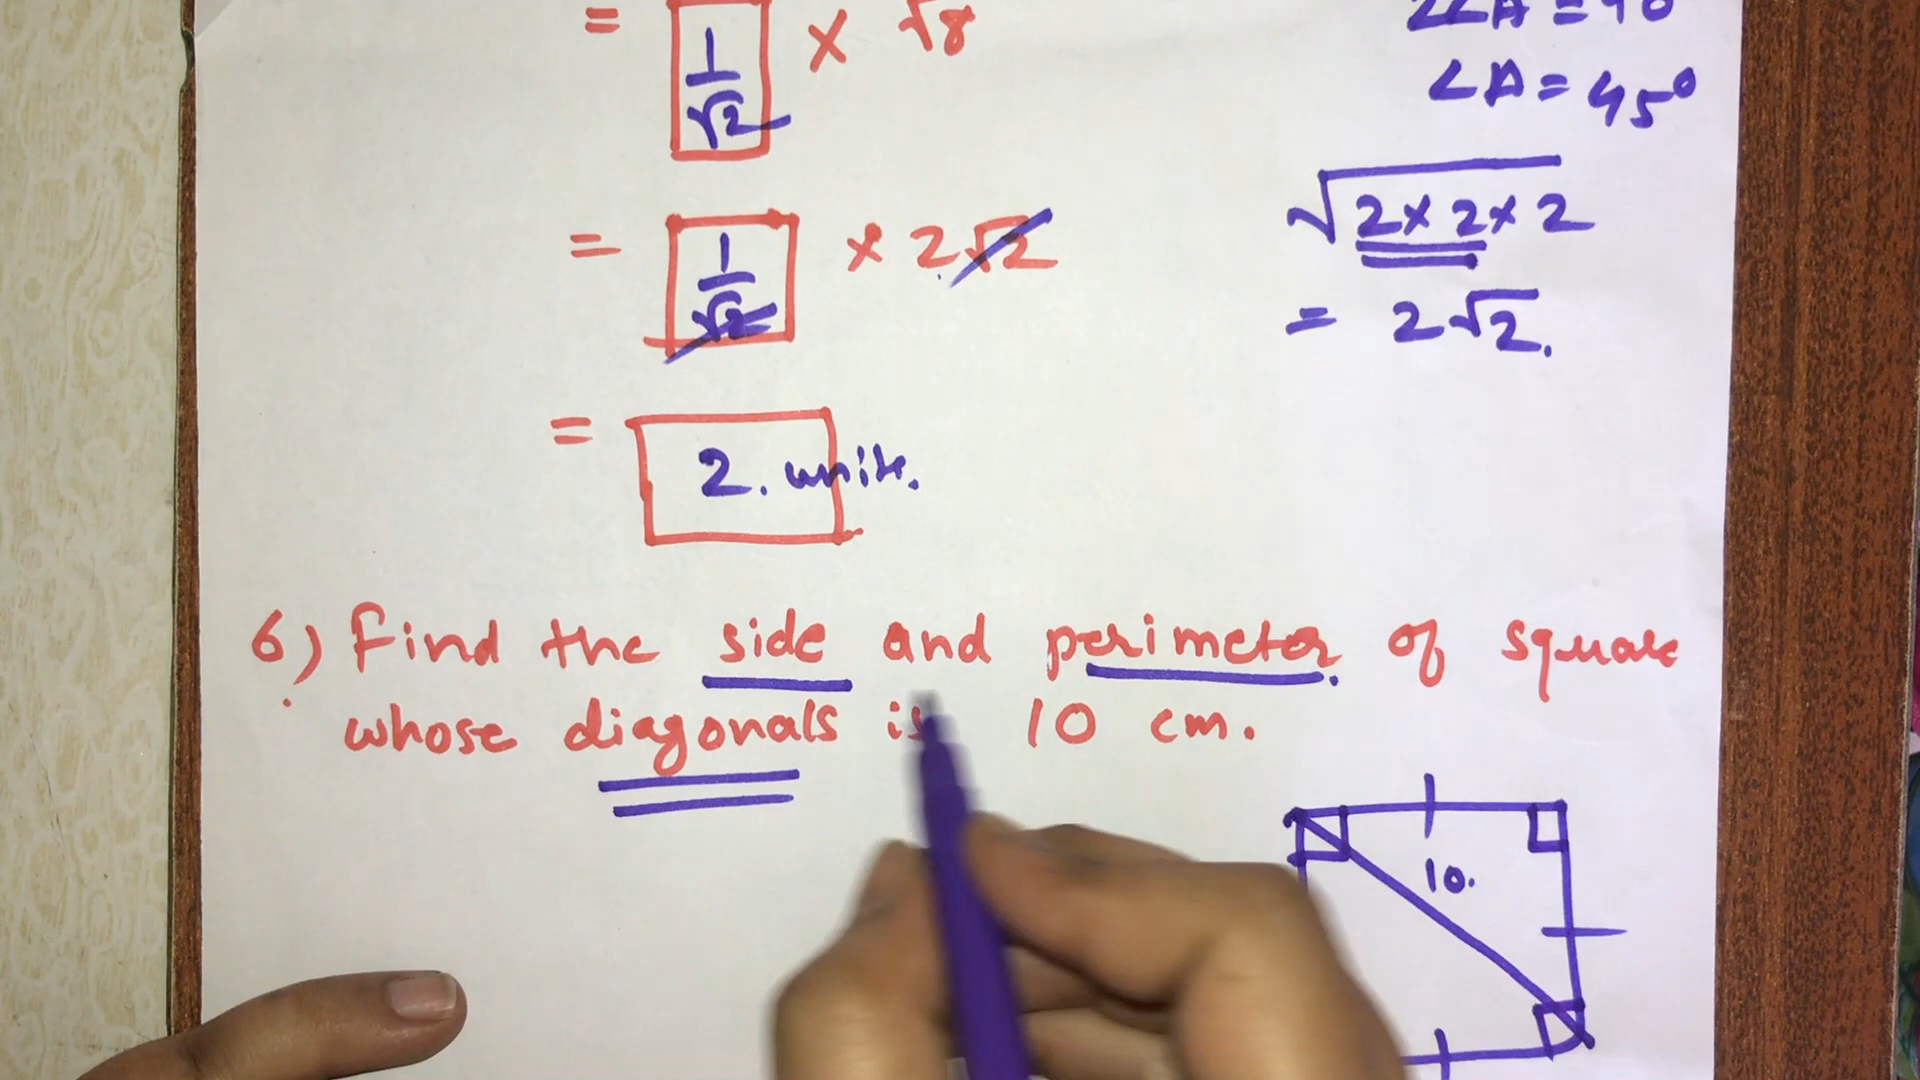 = 1/√2 × √8
∠A = 45°
√2×2×2
= 1/√2 × 2√2
= 2√2.
= 2. units.
6) Find the side and perimeter of square
whose diagonals is 10 cm.
10.